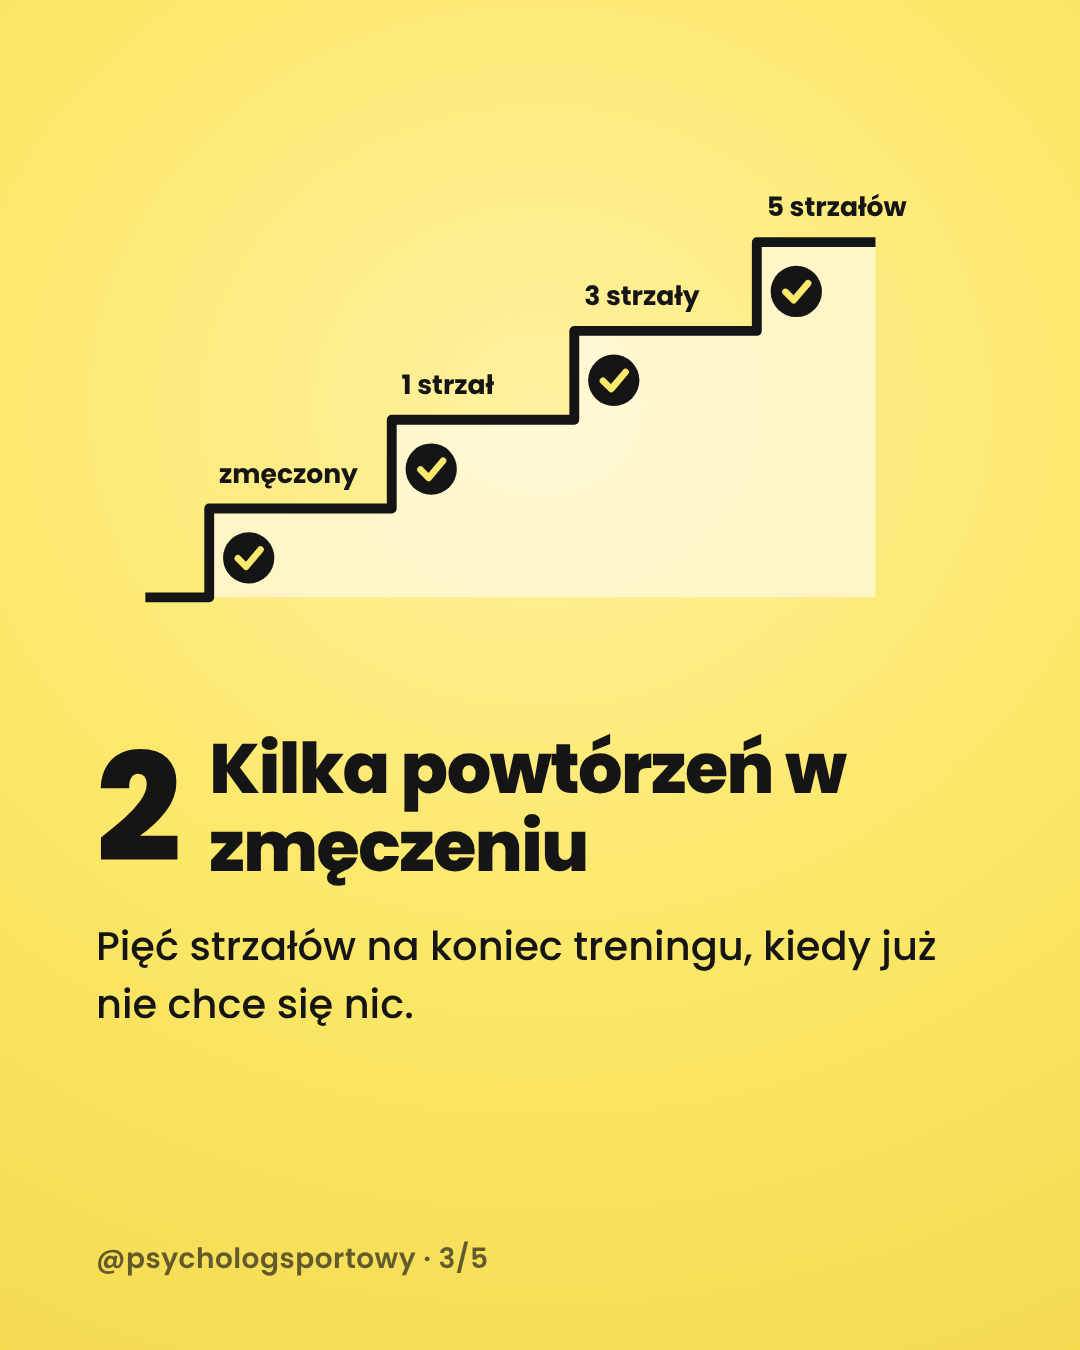 5 strzałów
3 strzały
1 strzał
zmęczony
2
Kilka powtórzeń w
zmęczeniu
Pięć strzałów na koniec treningu, kiedy już
nie chce się nic.
@psychologsportowy · 3/5